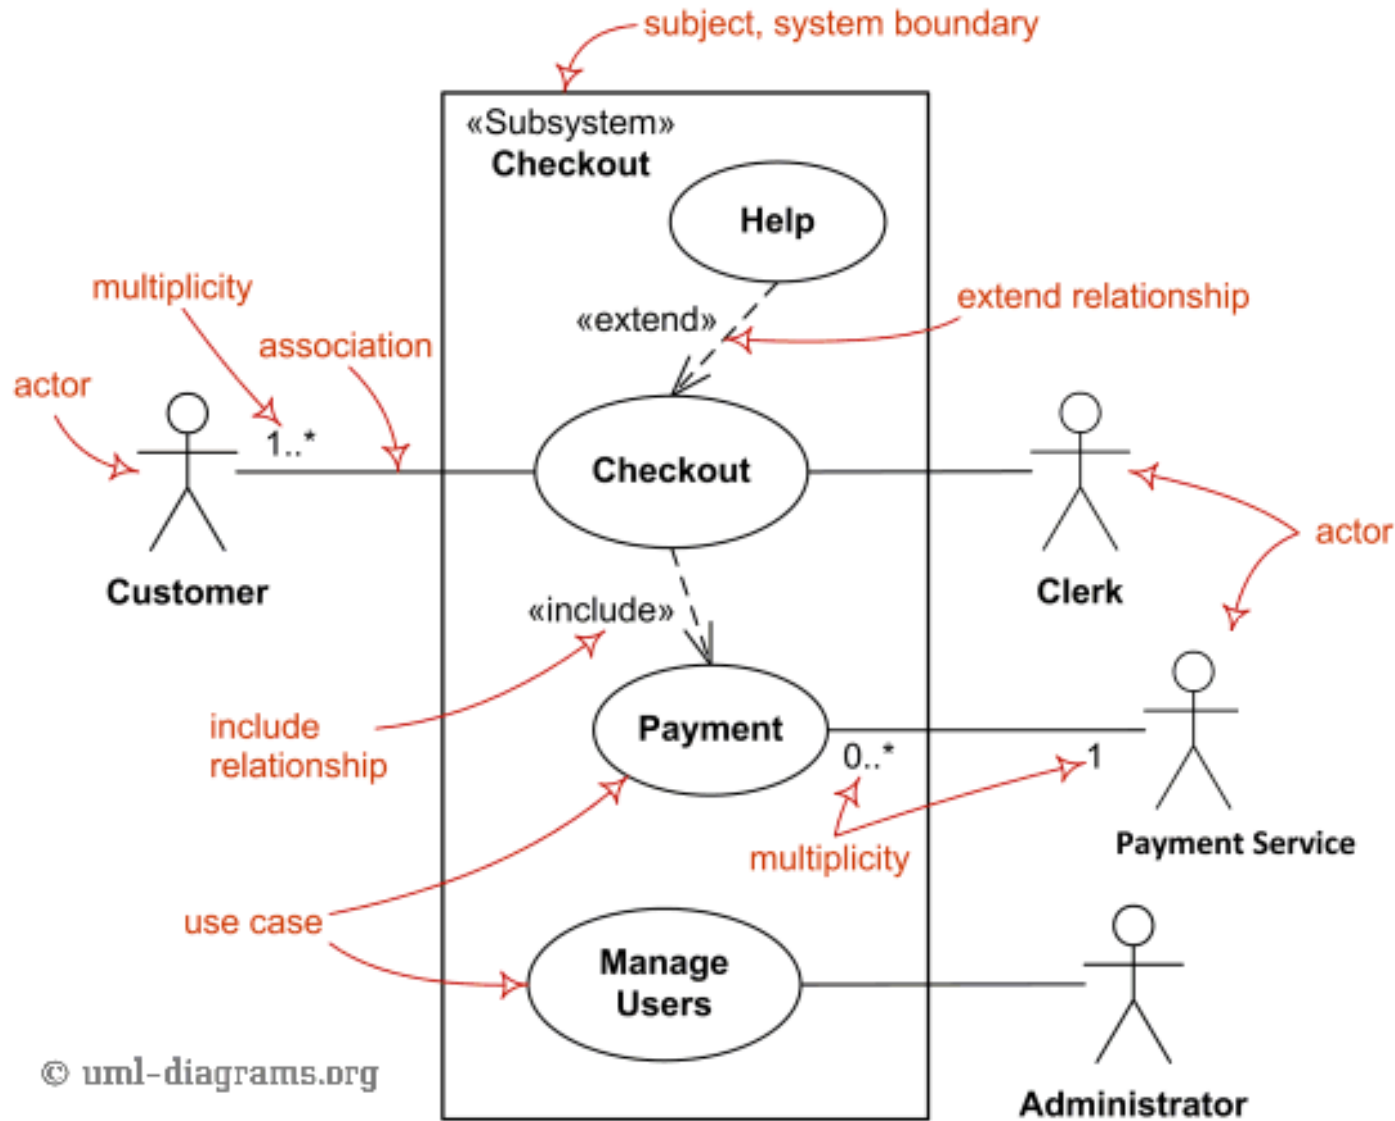 subject, system boundary
«Subsystem»
Checkout
Help
multiplicity
«extend»
extend relationship
association
actor
1..*
Checkout
Customer
Clerk
actor
«include»
include
relationship
Payment
0..*
1
multiplicity
Payment Service
use case
Manage
Users
© uml-diagrams.org
Administrator